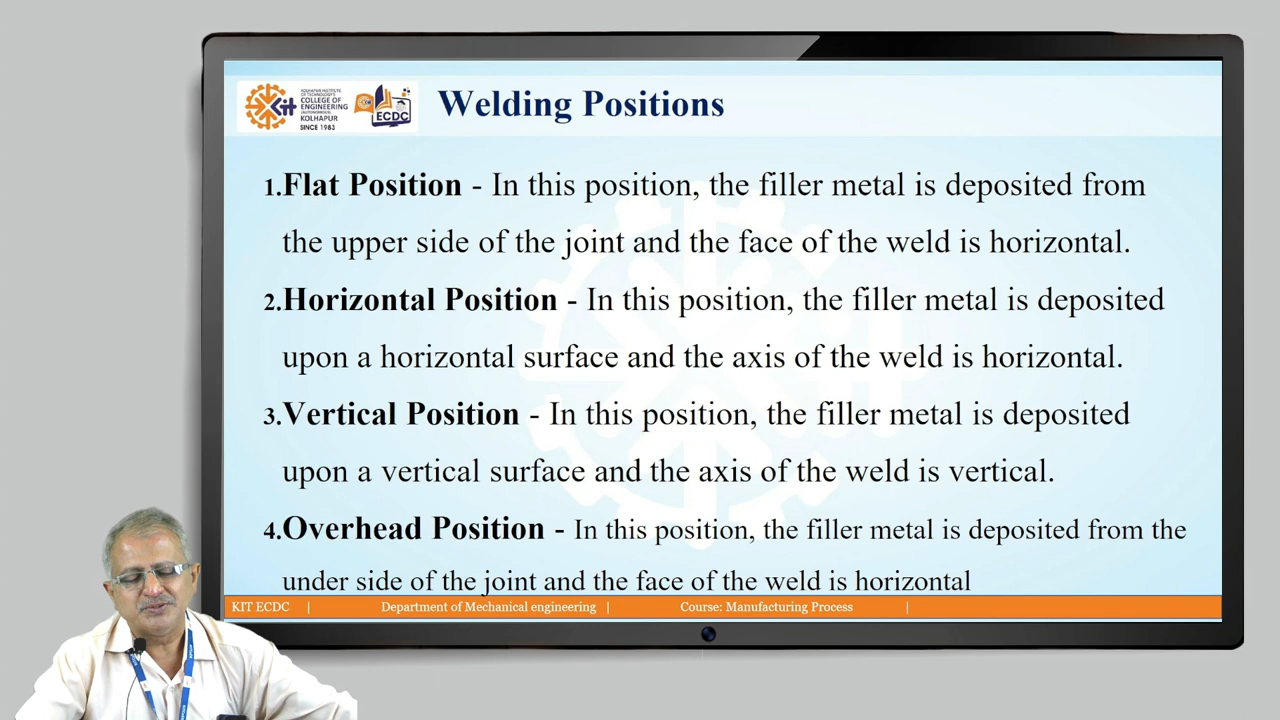 KOLHAPUR INSTITUTE
OF TECHNOLOGY'S
COLLEGE OF
ENGINEERING
(AUTONOMOUS)
KOLHAPUR
SINCE 1983
Kit
ECDC
Welding Positions
1.Flat Position - In this position, the filler metal is deposited from
the upper side of the joint and the face of the weld is horizontal.
2.Horizontal Position - In this position, the filler metal is deposited
upon a horizontal surface and the axis of the weld is horizontal.
3.Vertical Position - In this position, the filler metal is deposited
upon a vertical surface and the axis of the weld is vertical.
4.Overhead Position - In this position, the filler metal is deposited from the
under side of the joint and the face of the weld is horizontal
KIT ECDC | Department of Mechanical engineering | Course: Manufacturing Process |